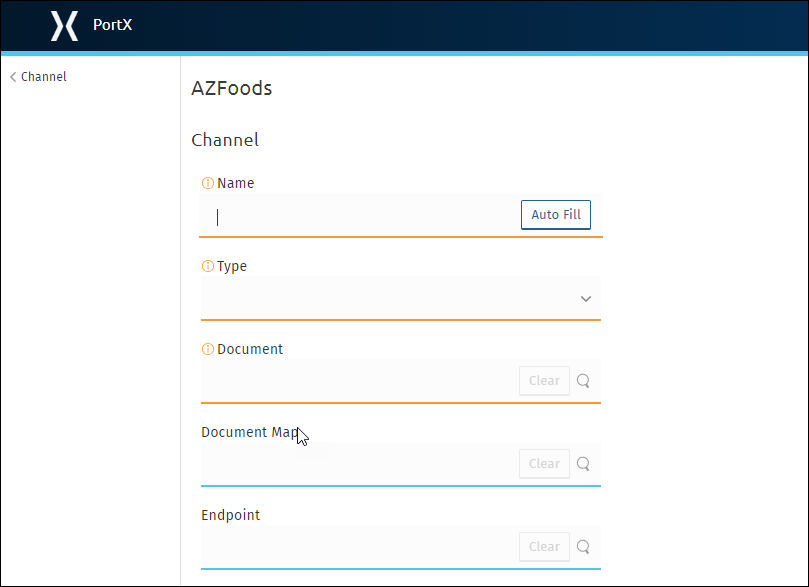 PortX
Channel
AZFoods
Channel
Name
Auto Fill
Type
Document
Clear
Document Map
Clear
Endpoint
Clear